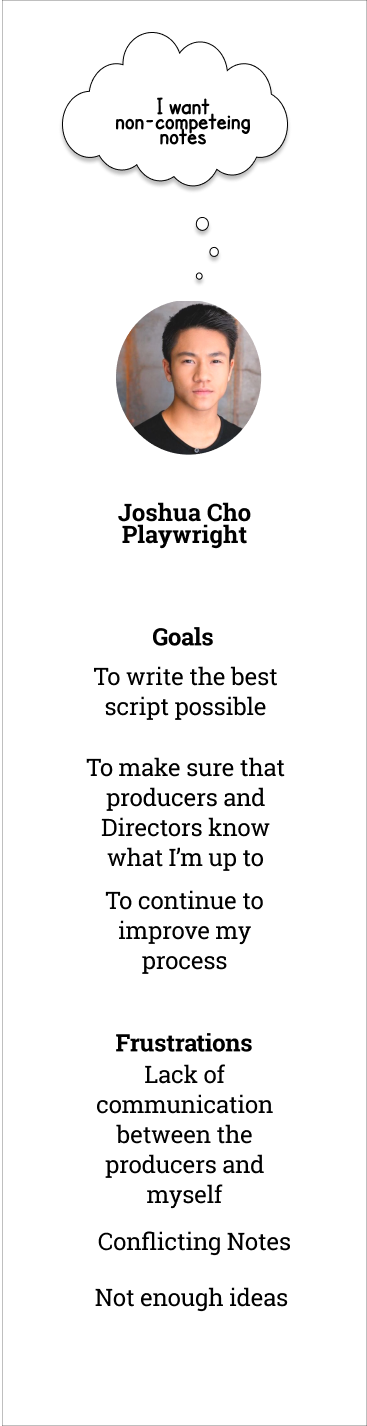 I want
non-competeing
notes
Joshua Cho
Playwright
Goals
To write the best
script possible
To make sure that
producers and
Directors know
what I’m up to
To continue to
improve my
process
Frustrations
Lack of
communication
between the
producers and
myself
Conflicting Notes
Not enough ideas